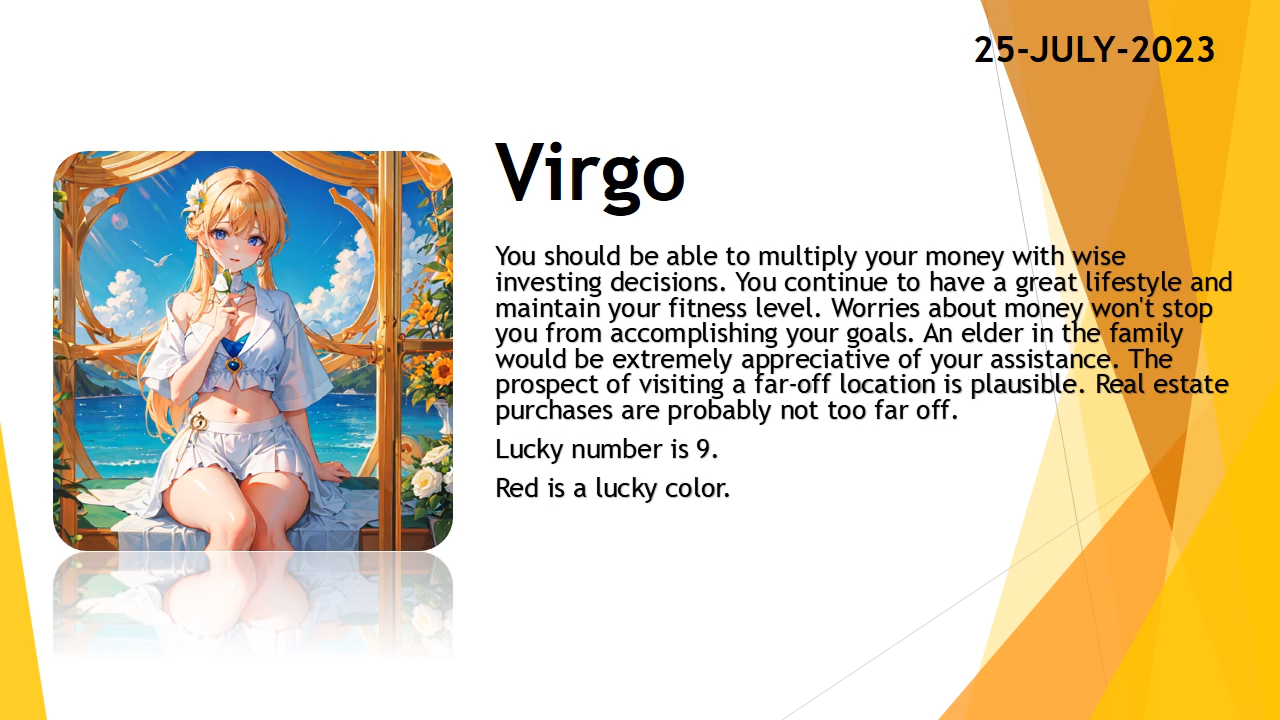 25-JULY-2023
Virgo
You should be able to multiply your money with wise
investing decisions. You continue to have a great lifestyle and
maintain your fitness level. Worries about money won't stop
you from accomplishing your goals. An elder in the family
would be extremely appreciative of your assistance. The
prospect of visiting a far-off location is plausible. Real estate
purchases are probably not too far off.
Lucky number is 9.
Red is a lucky color.